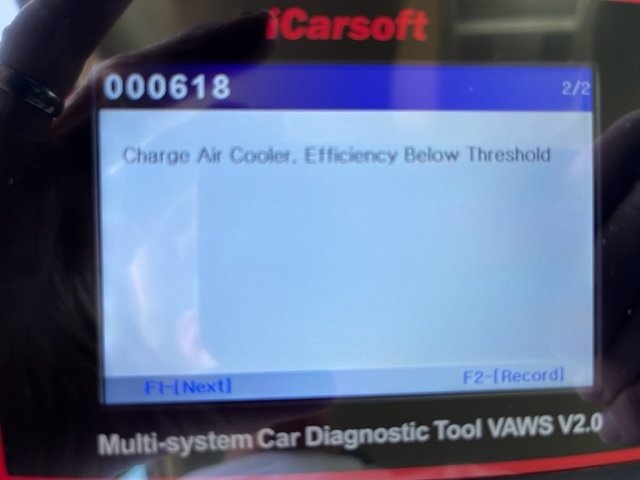 iCarsoft
000618 2/2
Charge Air Cooler, Efficiency Below Threshold
F1-[Next] F2-[Record]
Multi-system Car Diagnostic Tool VAWS V2.0